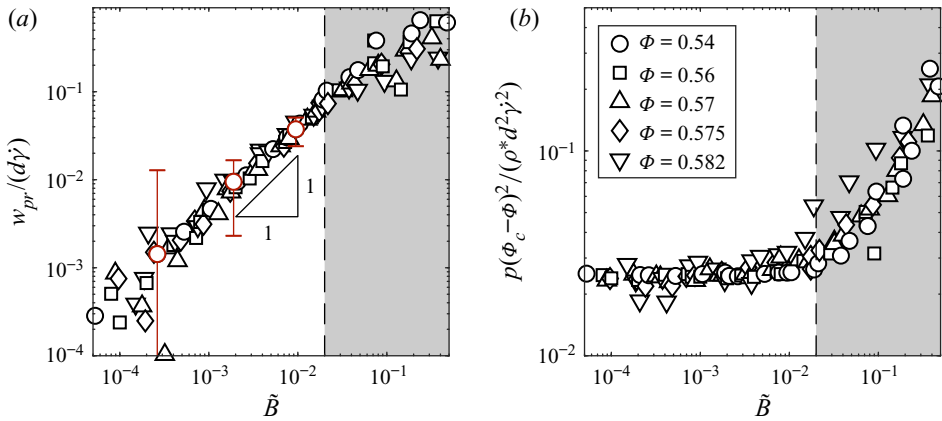 (a)
(b)
10⁰
10⁻¹
10⁻²
10⁻³
10⁻⁴
w_pr/(dγ̇)
1
1
10⁻⁴ 10⁻³ 10⁻² 10⁻¹
B̃
Φ = 0.54
Φ = 0.56
Φ = 0.57
Φ = 0.575
Φ = 0.582
10⁻¹
10⁻²
p(Φ_c–Φ)²/(ρ*d²γ̇²)
10⁻⁴ 10⁻³ 10⁻² 10⁻¹
B̃